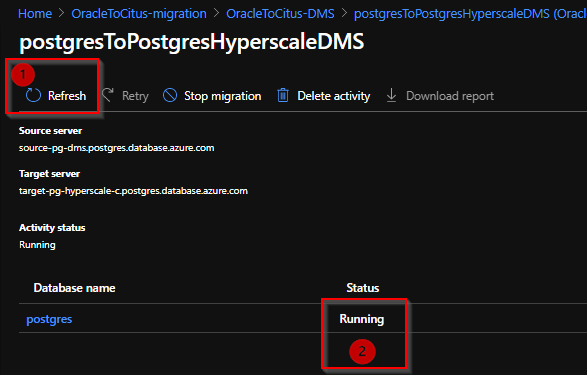 Home > OracleToCitus-migration > OracleToCitus-DMS > postgresToPostgresHyperscaleDMS (Orac
postgresToPostgresHyperscaleDMS
1
Refresh Retry Stop migration Delete activity Download report
Source server
source-pg-dms.postgres.database.azure.com
Target server
target-pg-hyperscale-c.postgres.database.azure.com
Activity status
Running
Database name Status
postgres Running
2